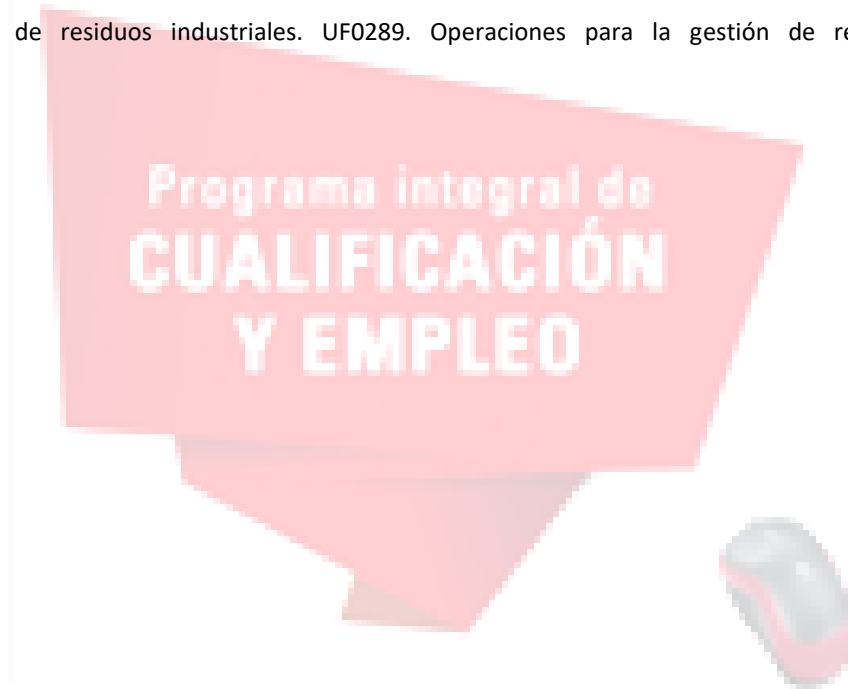 de residuos industriales. UF0289. Operaciones para la gestión de re
Programa integral de
CUALIFICACIÓN
Y EMPLEO